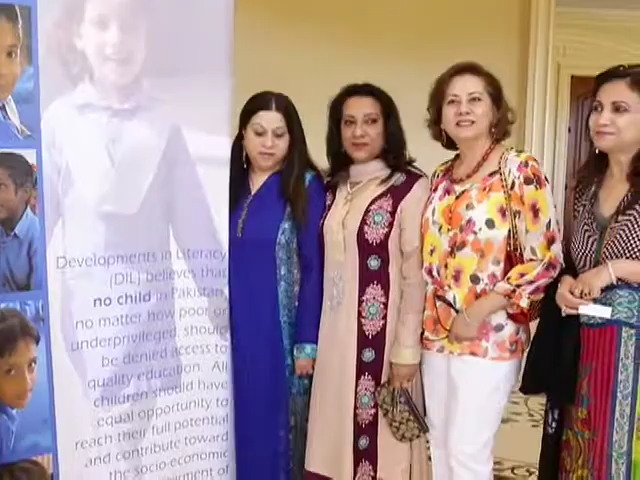 Developments in Literacy
(DIL) believes that
no child in Pakistan,
no matter how poor or
underprivileged, should
be denied access to
quality education. All
children should have
equal opportunity to
reach their full potential
and contribute toward
the socio-economic
of